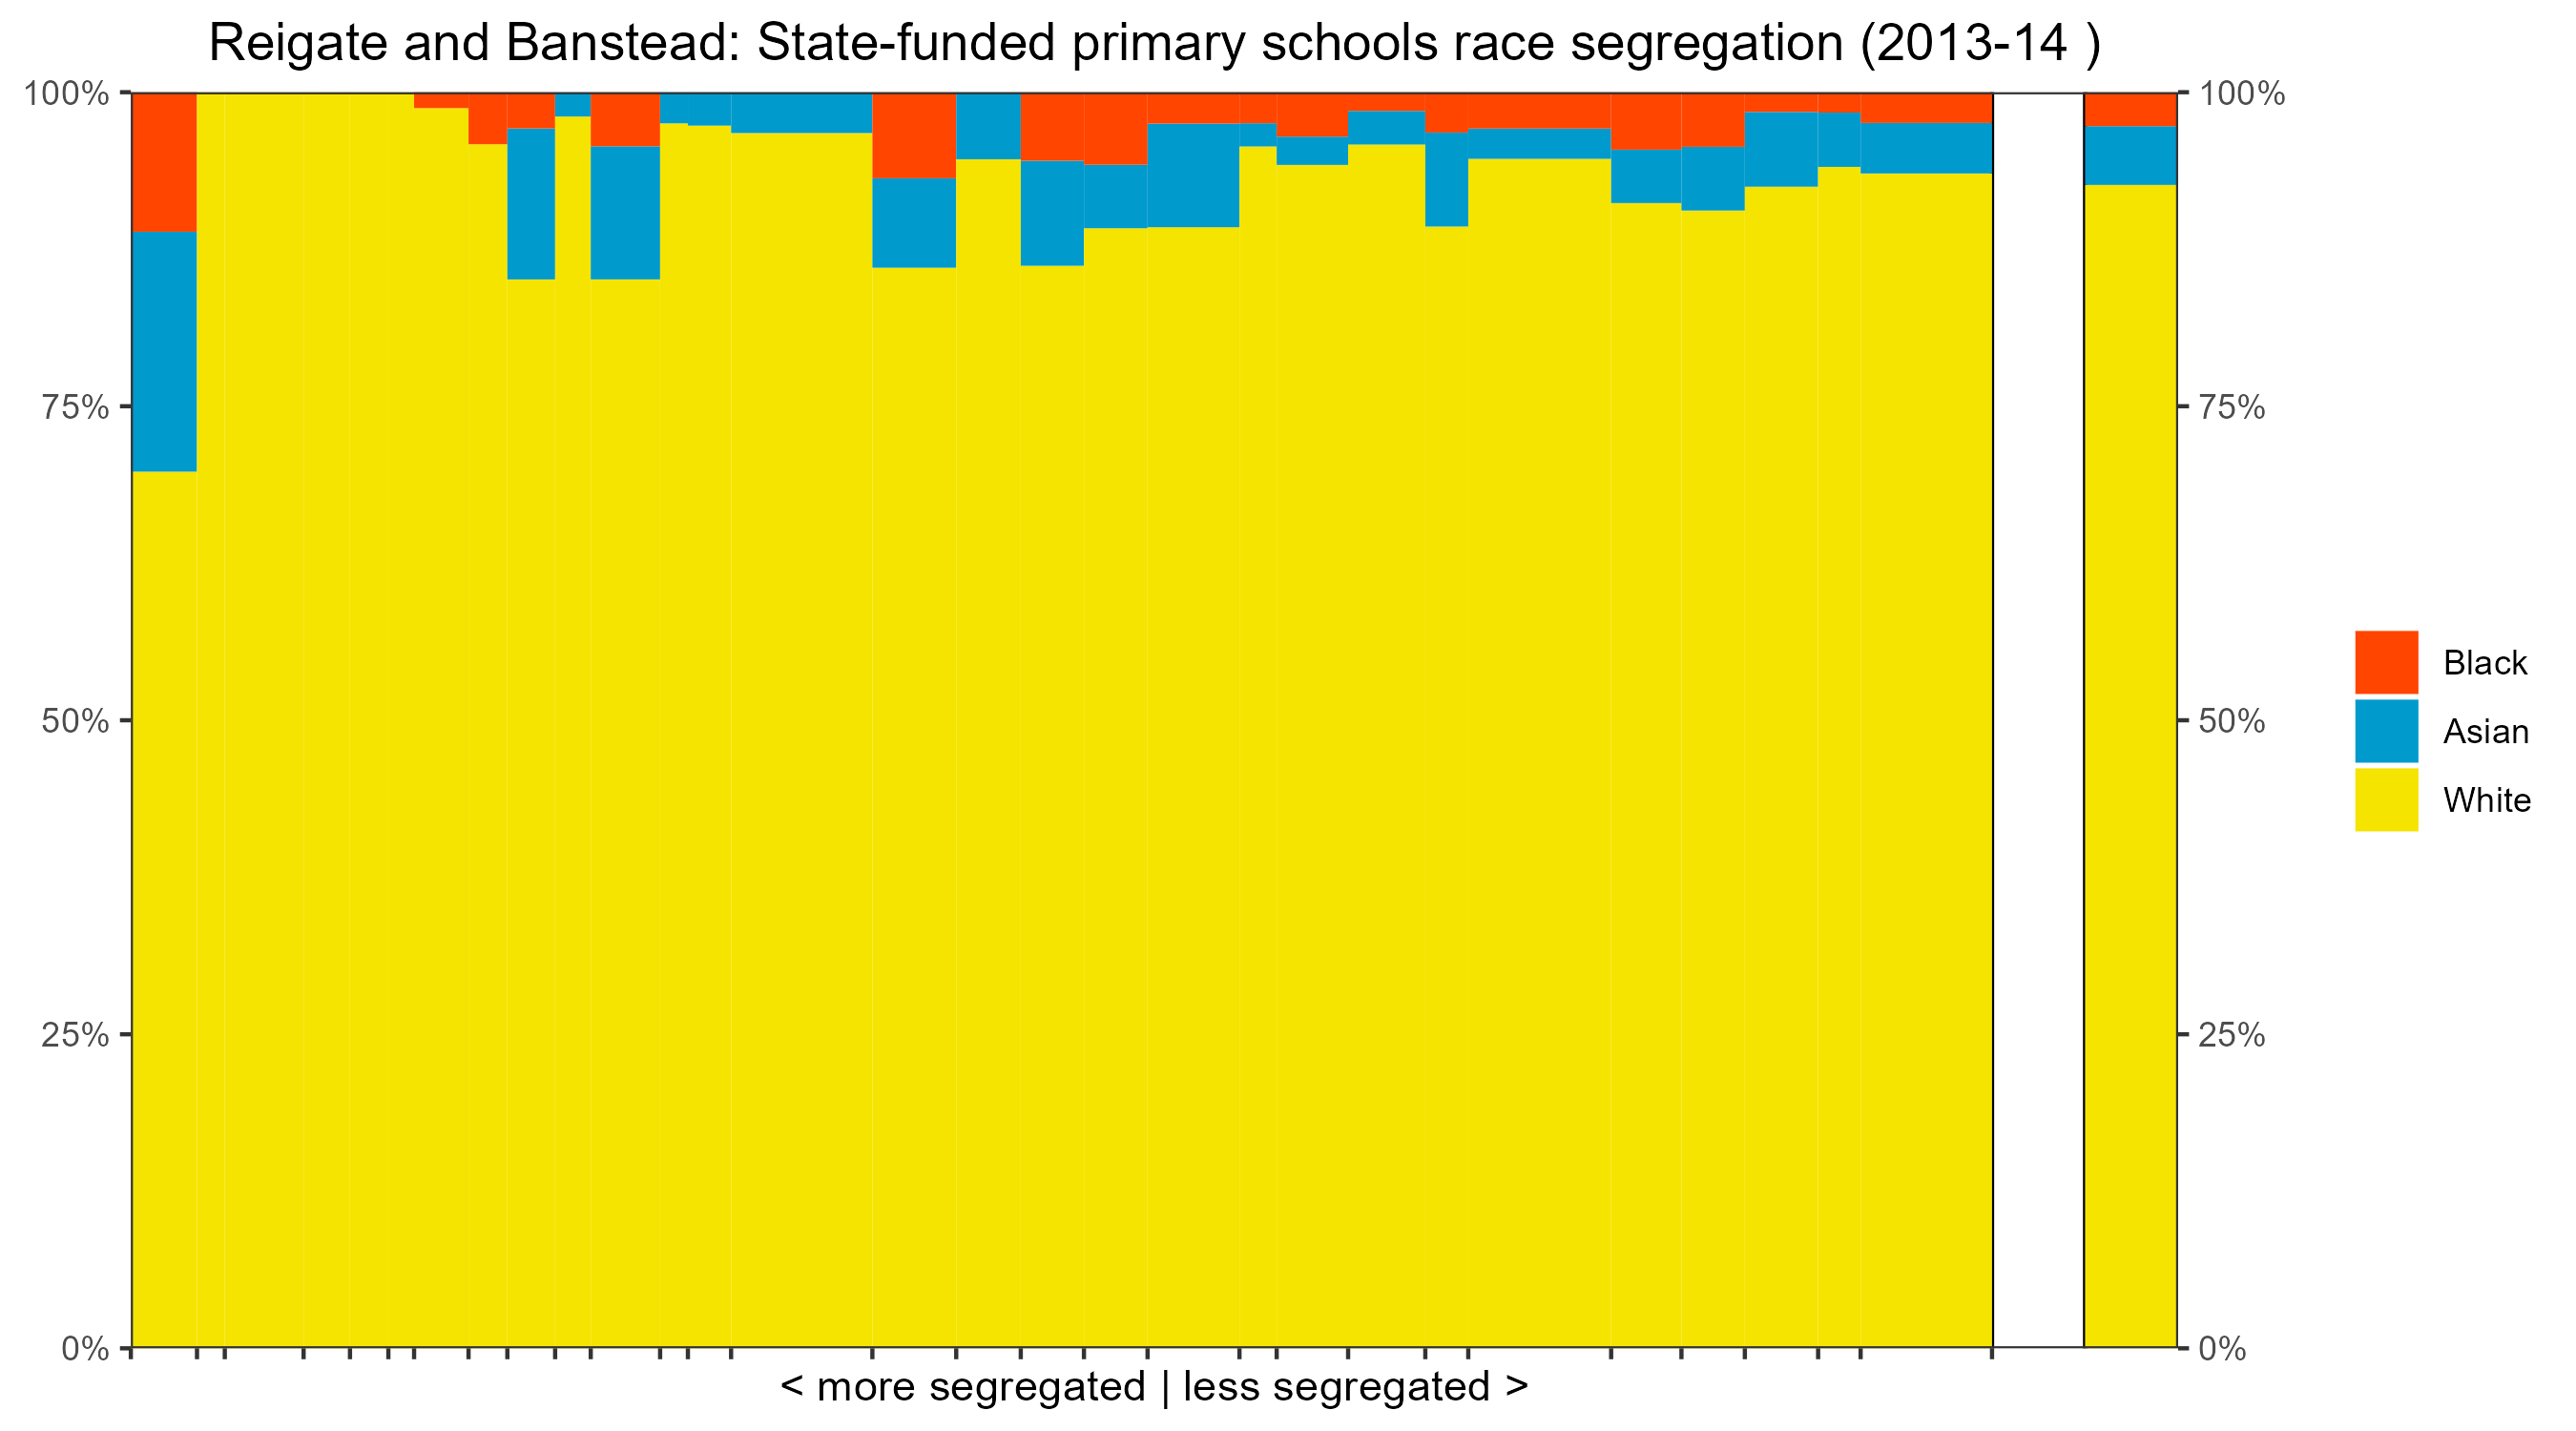 Reigate and Banstead: State-funded primary schools race segregation (2013-14 )
100%
75%
50%
25%
0%
100%
75%
50%
25%
0%
Black
Asian
White
< more segregated | less segregated >